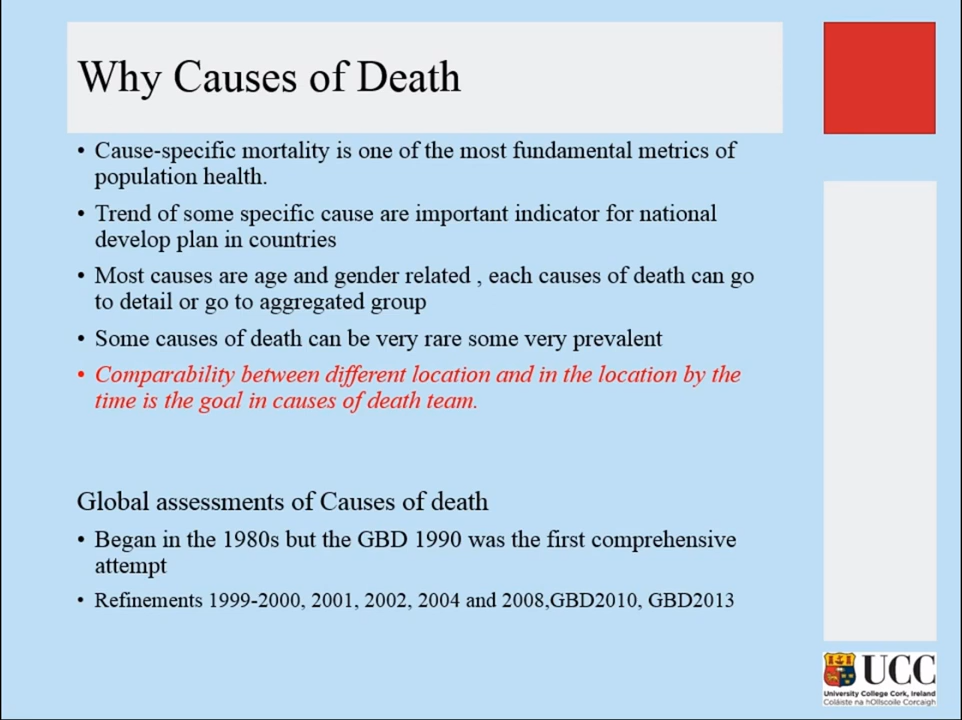 Why Causes of Death
• Cause-specific mortality is one of the most fundamental metrics of
population health.
• Trend of some specific cause are important indicator for national
develop plan in countries
• Most causes are age and gender related , each causes of death can go
to detail or go to aggregated group
• Some causes of death can be very rare some very prevalent
• Comparability between different location and in the location by the
time is the goal in causes of death team.
Global assessments of Causes of death
• Began in the 1980s but the GBD 1990 was the first comprehensive
attempt
• Refinements 1999-2000, 2001, 2002, 2004 and 2008,GBD2010, GBD2013
UCC
University College Cork, Ireland
Coláiste na hOllscoile Corcaigh